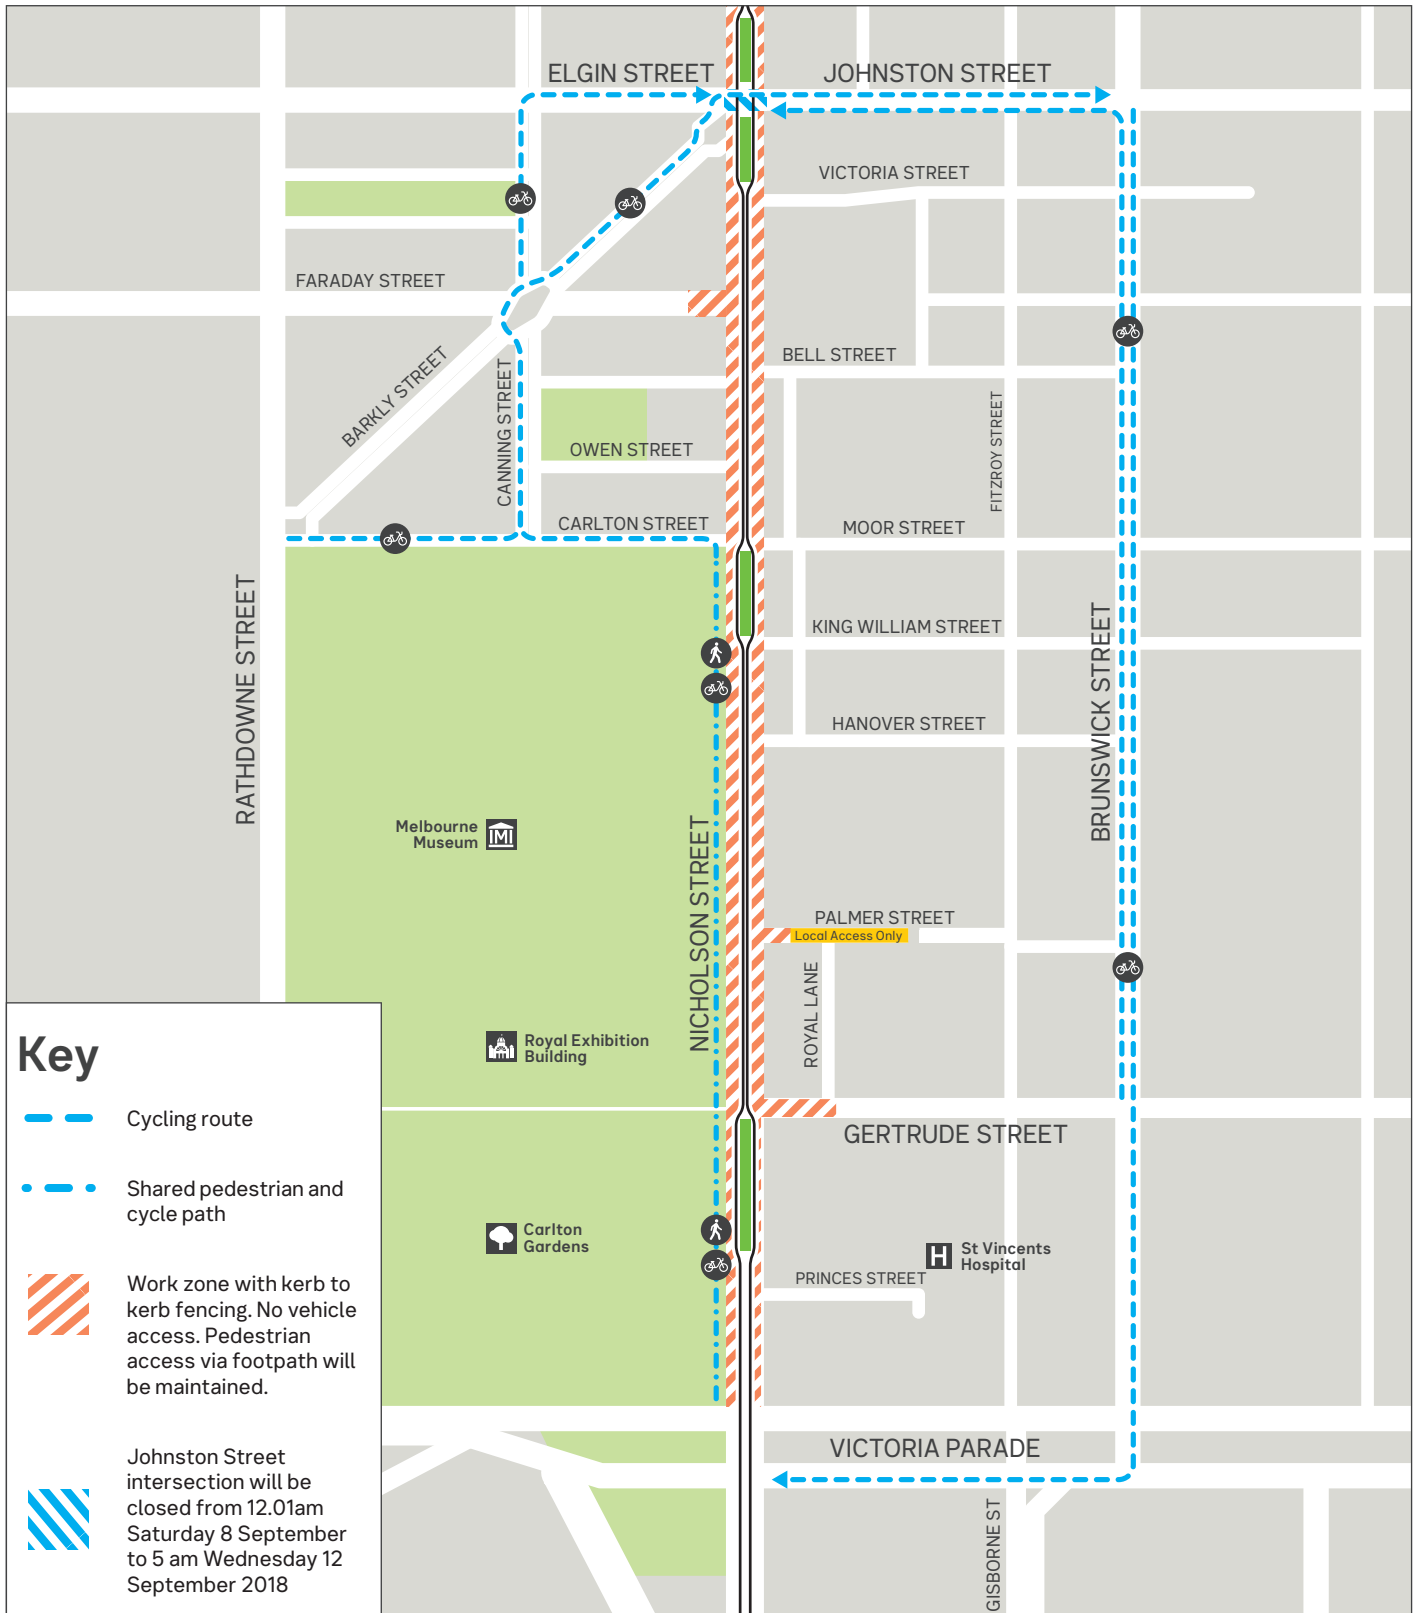 ELGIN STREET
JOHNSTON STREET
VICTORIA STREET
FARADAY STREET
BARKLY STREET
CANNING STREET
BELL STREET
FITZROY STREET
OWEN STREET
CARLTON STREET
MOOR STREET
RATHDOWNE STREET
KING WILLIAM STREET
BRUNSWICK STREET
HANOVER STREET
Melbourne
Museum
NICHOLSON STREET
PALMER STREET
Local Access Only
ROYAL LANE
Royal Exhibition
Building
GERTRUDE STREET
Carlton
Gardens
H
St Vincents
Hospital
PRINCES STREET
VICTORIA PARADE
GISBORNE ST
Key
Cycling route
Shared pedestrian and
cycle path
Work zone with kerb to
kerb fencing. No vehicle
access. Pedestrian
access via footpath will
be maintained.
Johnston Street
intersection will be
closed from 12.01am
Saturday 8 September
to 5 am Wednesday 12
September 2018